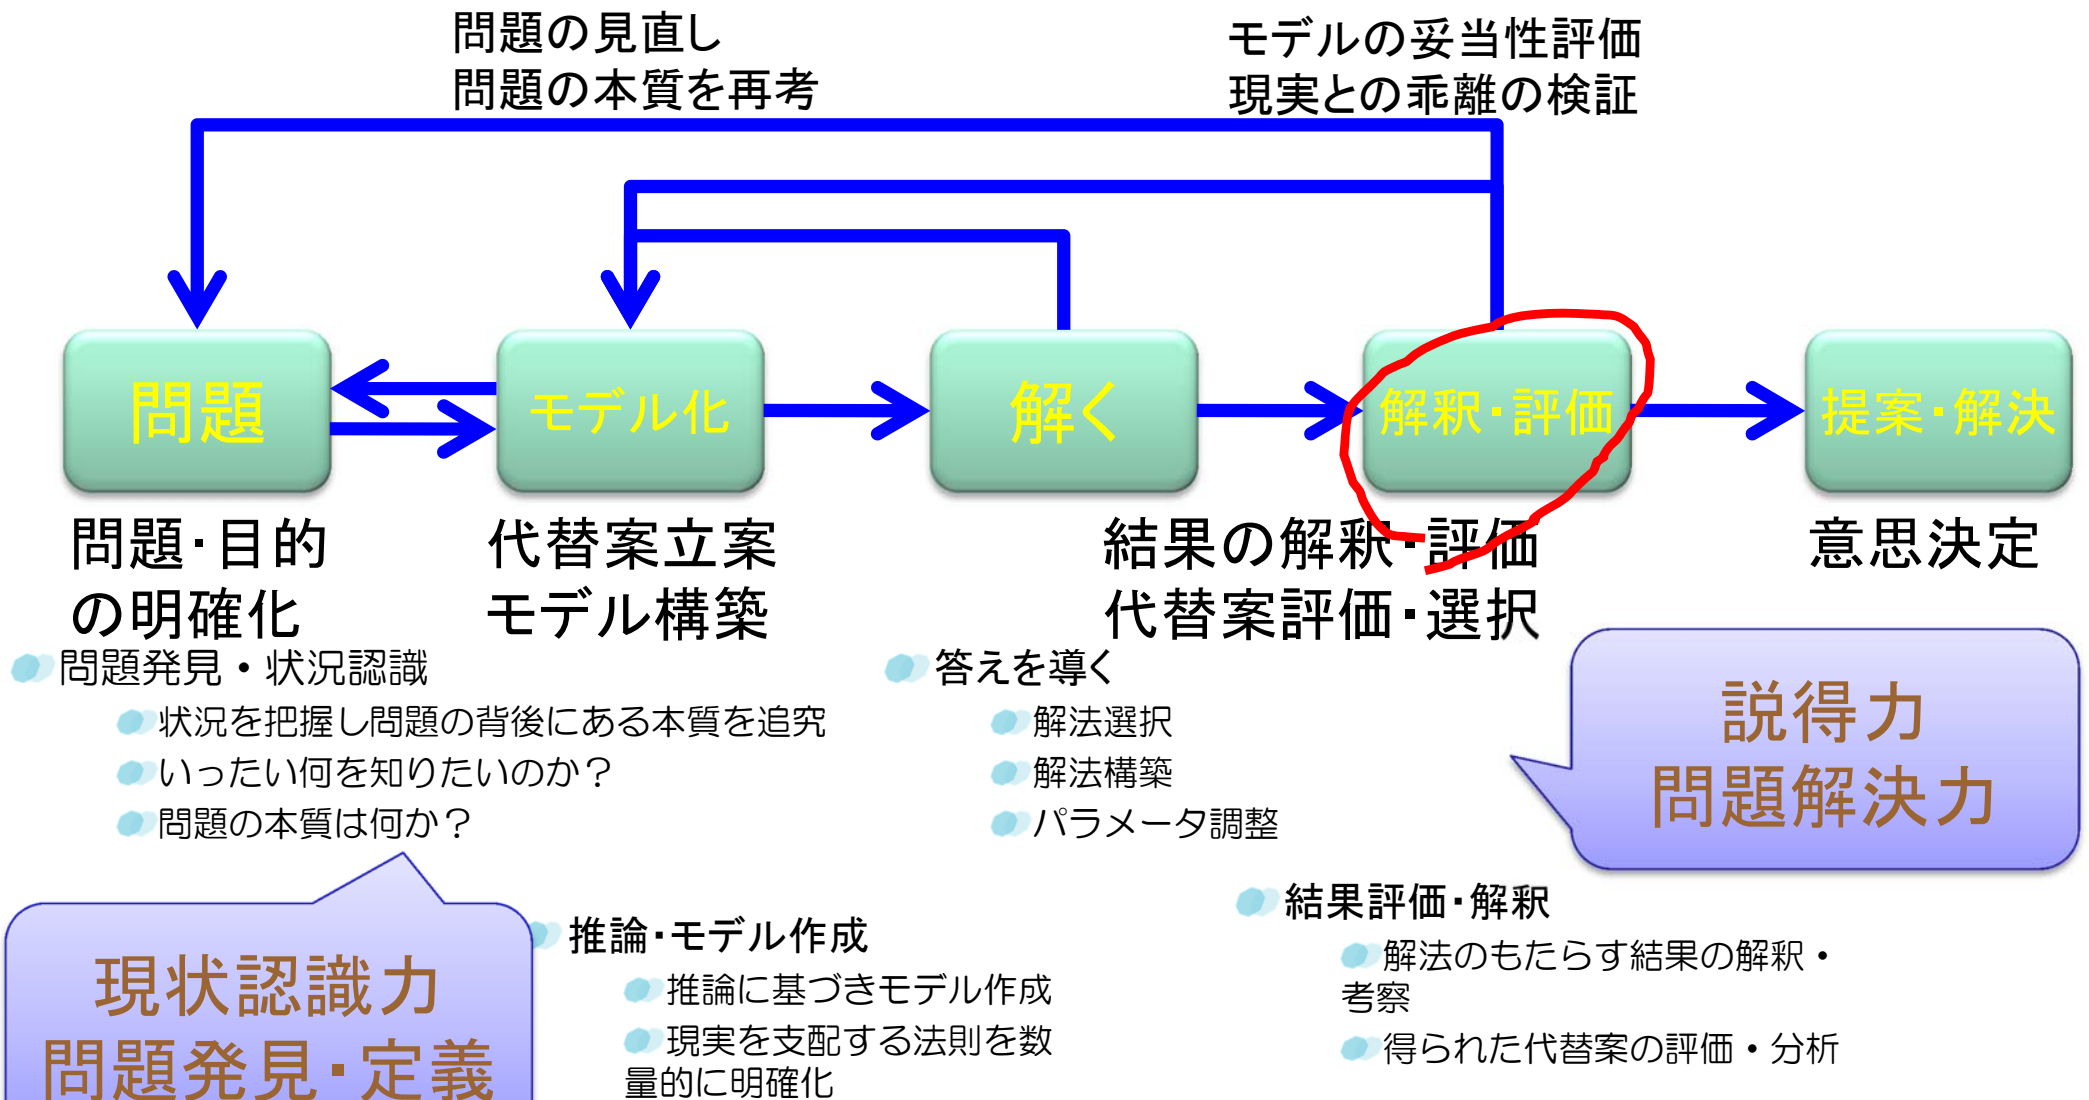 問題の見直し
問題の本質を再考
モデルの妥当性評価
現実との乖離の検証
問題
モデル化
解く
解釈・評価
提案・解決
問題・目的
の明確化
代替案立案
モデル構築
結果の解釈・評価
代替案評価・選択
意思決定
問題発見・状況認識
状況を把握し問題の背後にある本質を追究
いったい何を知りたいのか？
問題の本質は何か？
答えを導く
解法選択
解法構築
パラメータ調整
説得力
問題解決力
現状認識力
問題発見・定義
推論・モデル作成
推論に基づきモデル作成
現実を支配する法則を数
量的に明確化
結果評価・解釈
解法のもたらす結果の解釈・
考察
得られた代替案の評価・分析